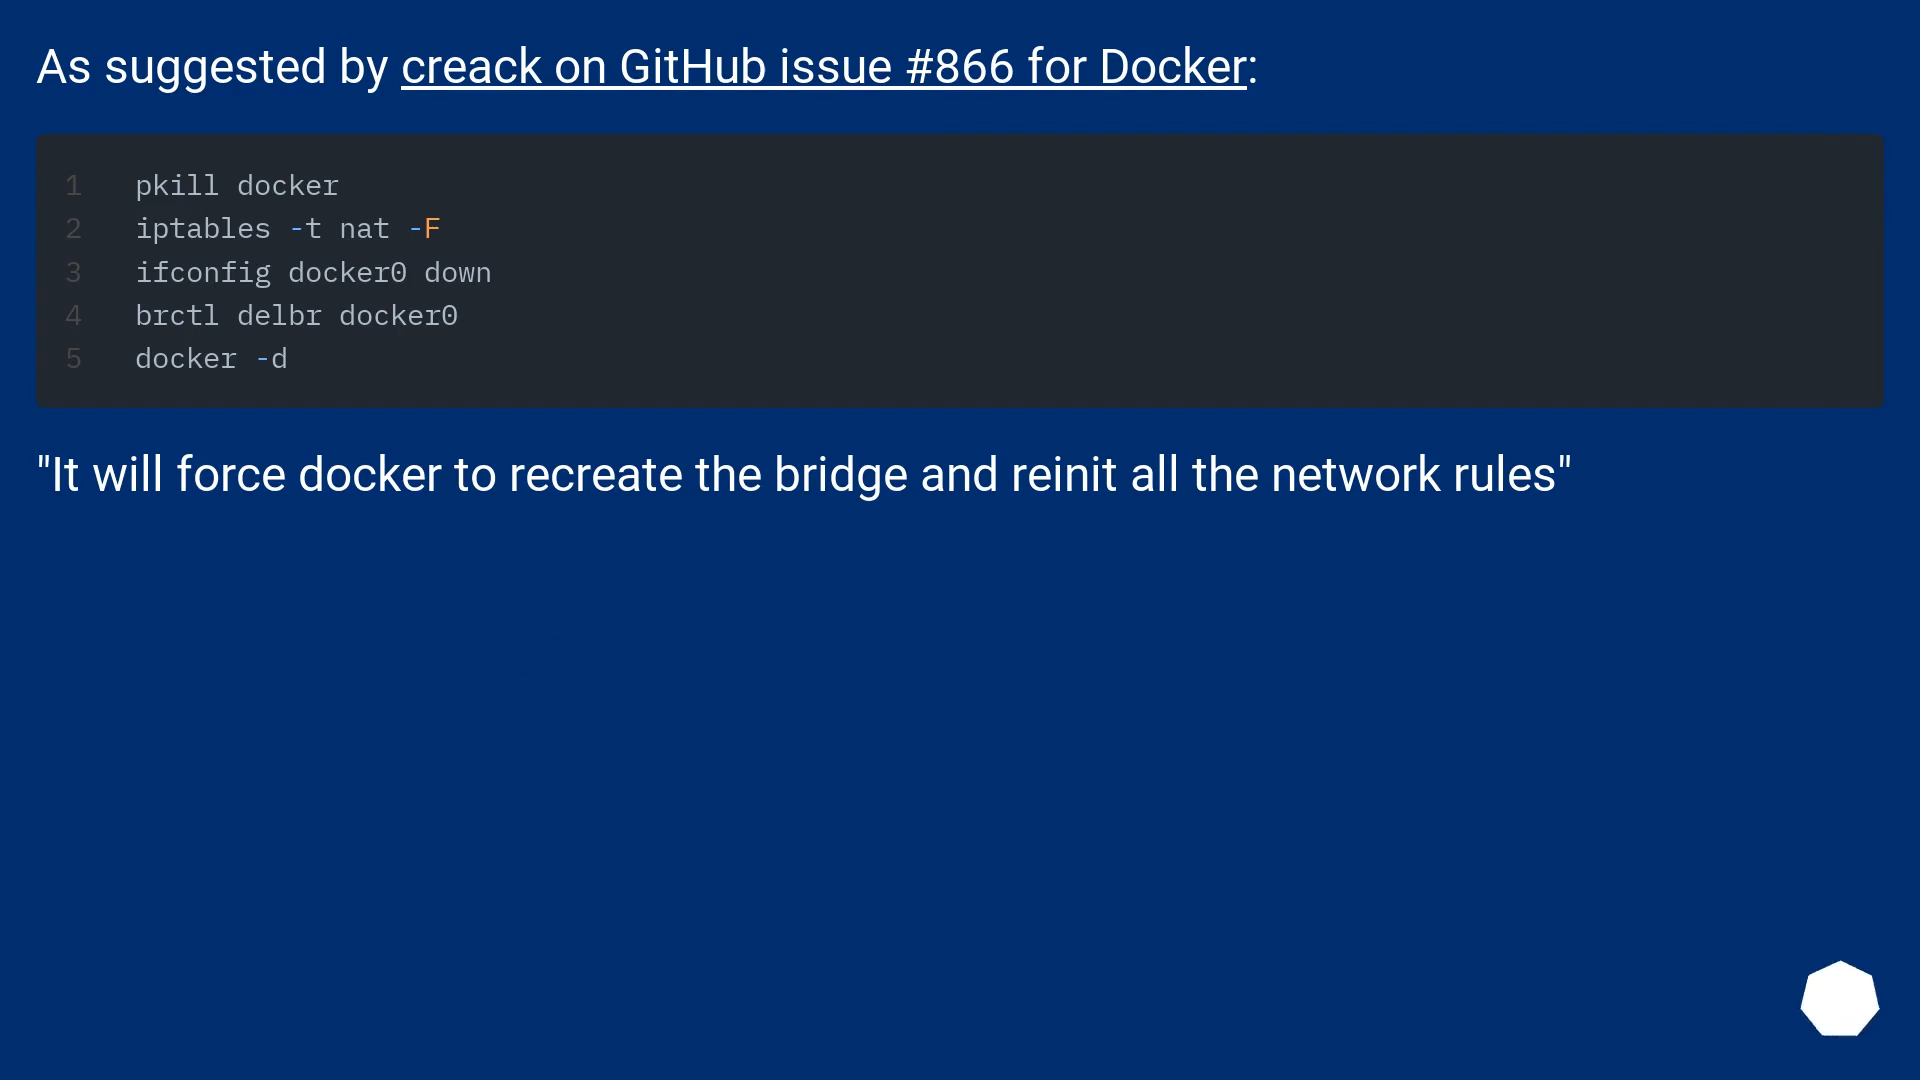 As suggested by creack on GitHub issue #866 for Docker:
1 pkill docker
2 iptables -t nat -F
3 ifconfig docker0 down
4 brctl delbr docker0
5 docker -d
"It will force docker to recreate the bridge and reinit all the network rules"